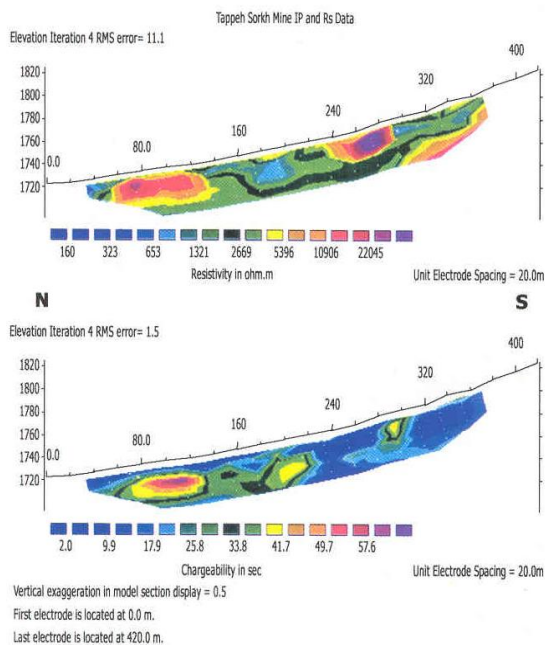 Tappeh Sorkh Mine IP and Rs Data
Elevation Iteration 4 RMS error= 11.1
400
1820
320
1800
1780
240
1760
160
1740
80.0
0.0
1720
160 323 653 1321 2669 5396 10906 22045
Resistivity in ohm.m Unit Electrode Spacing = 20.0m
N S
Elevation Iteration 4 RMS error= 1.5
400
1820
320
1800
1780
240
1760
160
1740
80.0
0.0
1720
2.0 9.9 17.9 25.8 33.8 41.7 49.7 57.6
Chargeability in sec Unit Electrode Spacing = 20.0m
Vertical exaggeration in model section display = 0.5
First electrode is located at 0.0 m.
Last electrode is located at 420.0 m.